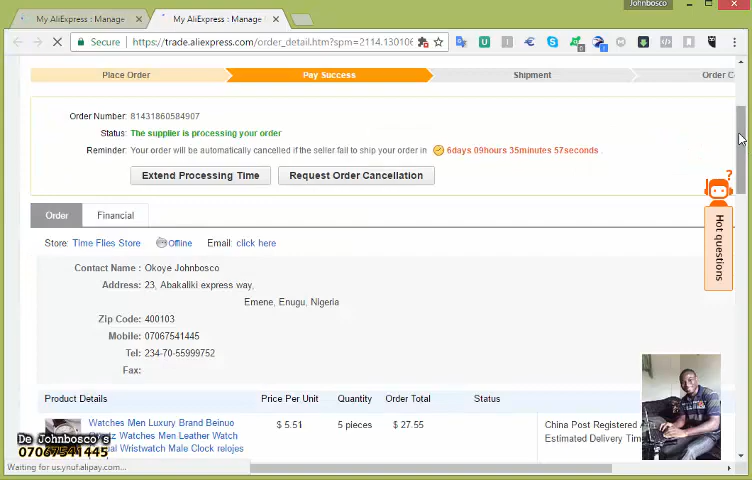 Johnbosco
My AliExpress : Manage
My AliExpress : Manage
Secure
https://trade.aliexpress.com/order_detail.htm?spm=2114.13010
Place Order
Pay Success
Shipment
Order C
Order Number: 81431860584907
Status: The supplier is processing your order
Reminder: Your order will be automatically cancelled if the seller fail to ship your order in 6days 09hours 35minutes 57seconds .
Extend Processing Time
Request Order Cancellation
?
Hot questions
Order
Financial
Store: Time Flies Store Offline Email: click here
Contact Name : Okoye Johnbosco
Address: 23, Abakaliki express way,
Emene, Enugu, Nigeria
Zip Code: 400103
Mobile: 07067541445
Tel: 234-70-55999752
Fax:
Product Details
Price Per Unit
Quantity
Order Total
Status
Watches Men Luxury Brand Beinuo
Watches Men Leather Watch
Wristwatch Male Clock relojes
$ 5.51
5 pieces
$ 27.55
China Post Registered
Estimated Delivery
De Johnbosco's
07067541445
Waiting for us.ynuf.alipay.com...